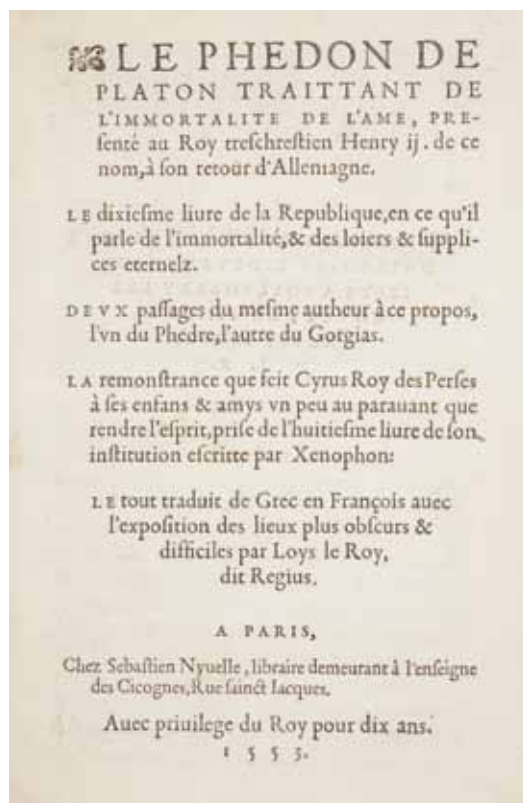 LE PHEDON DE
PLATON TRAITTANT DE
L'IMMORTALITE DE L'AME, PRE-
ſenté au Roy treſchreſtien Henry ij. de ce
nom, à ſon retour d'Allemagne.
LE dixieſme liure de la Republique, en ce qu'il
parle de l'immortalité, & des loiers & ſuppli-
ces eternelz.
DEVX paſſages du meſme autheur à ce propos,
l'vn du Phedre, l'autre du Gorgias.
LA remonſtrance que feit Cyrus Roy des Perſes
à ſes enfans & amys vn peu au parauant que
rendre l'eſprit, priſe de l'huitieſme liure de ſon
inſtitution eſcritte par Xenophon:
LE tout traduit de Grec en François auec
l'expoſition des lieux plus obſcurs &
difficiles par Loys le Roy,
dit Regius.
A PARIS,
Chez Sebaſtien Nyuelle, libraire demeurant à l'enſeigne
des Cicognes, Rue ſainct Iacques.
Auec priuilege du Roy pour dix ans.
1553.